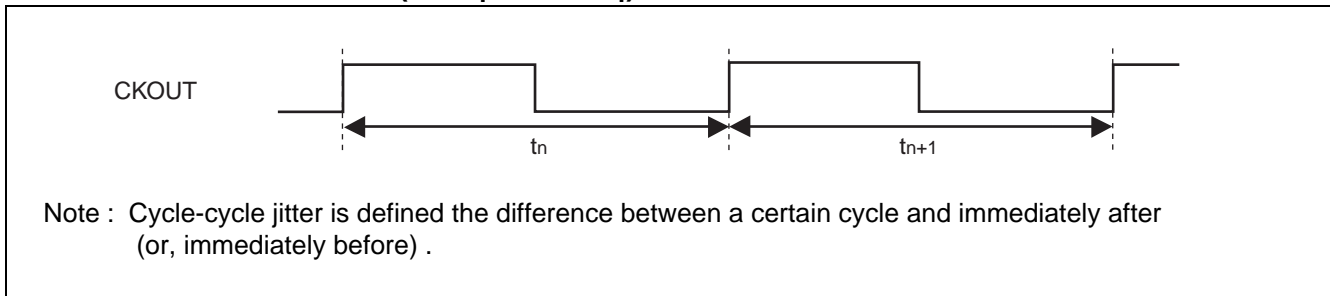 CKOUT
tn
tn+1
Note : Cycle-cycle jitter is defined the difference between a certain cycle and immediately after
(or, immediately before) .